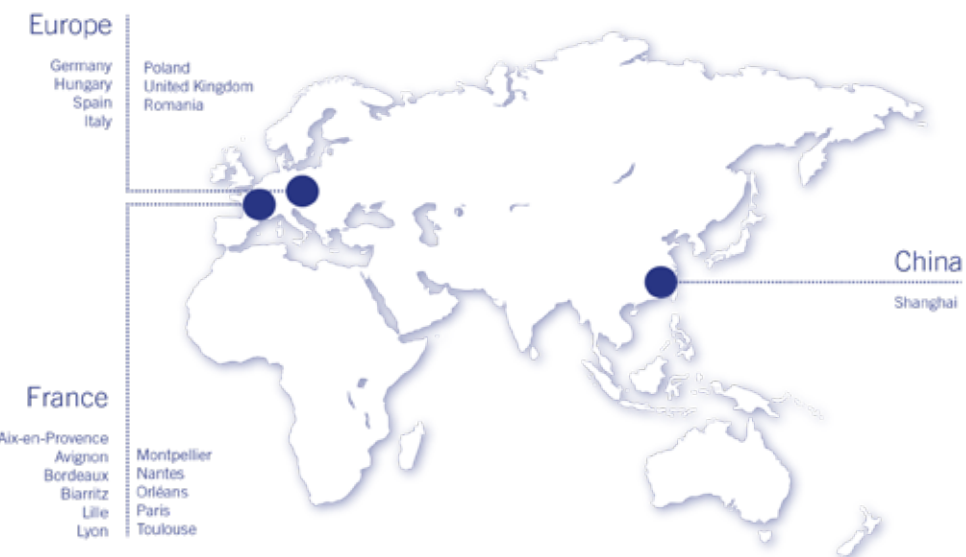 Europe
Germany
Hungary
Spain
Italy
Poland
United Kingdom
Romania
China
Shanghai
France
Aix-en-Provence
Avignon
Bordeaux
Biarritz
Lille
Lyon
Montpellier
Nantes
Orléans
Paris
Toulouse